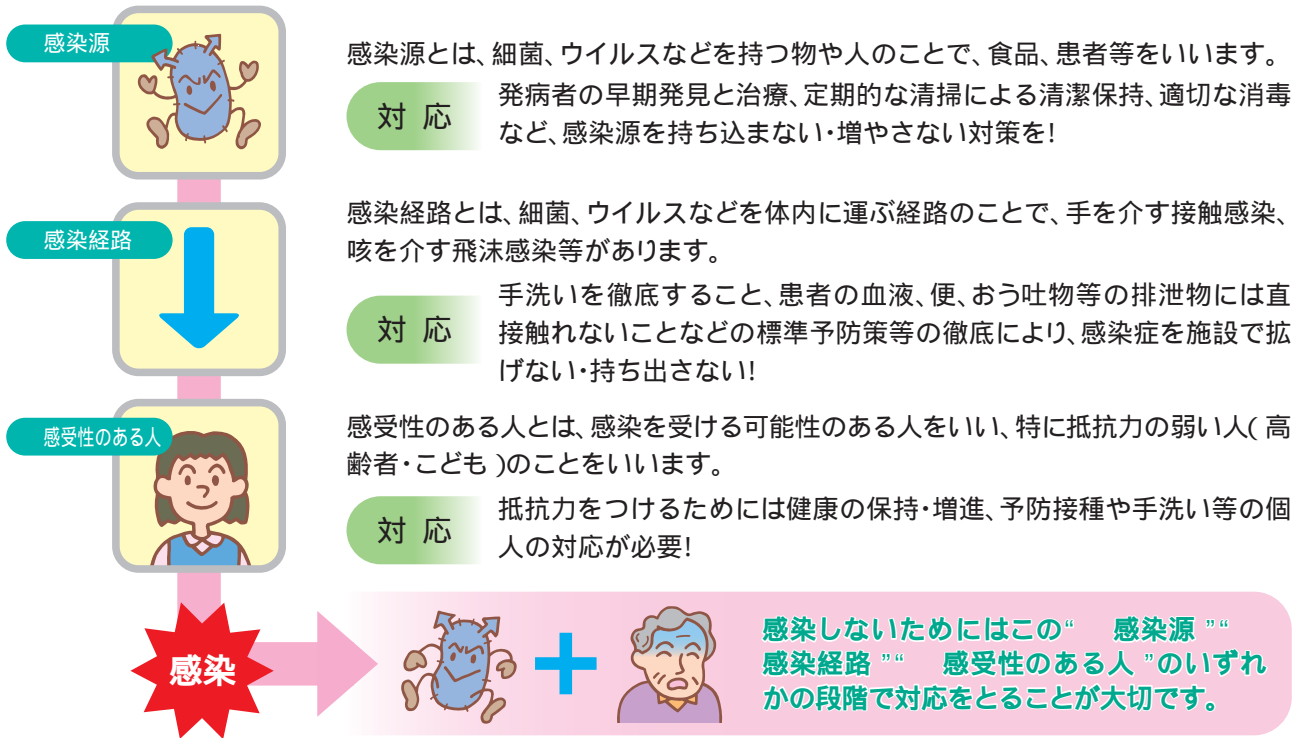 感染源
感染源とは、細菌、ウイルスなどを持つ物や人のことで、食品、患者等をいいます。
対 応
発病者の早期発見と治療、定期的な清掃による清潔保持、適切な消毒
など、感染源を持ち込まない・増やさない対策を!
感染経路
感染経路とは、細菌、ウイルスなどを体内に運ぶ経路のことで、手を介す接触感染、
咳を介す飛沫感染等があります。
対 応
手洗いを徹底すること、患者の血液、便、おう吐物等の排泄物には直
接触れないことなどの標準予防策等の徹底により、感染症を施設で拡
げない・持ち出さない!
感受性のある人
感受性のある人とは、感染を受ける可能性のある人をいい、特に抵抗力の弱い人( 高
齢者・こども )のことをいいます。
対 応
抵抗力をつけるためには健康の保持・増進、予防接種や手洗い等の個
人の対応が必要!
感染
感染しないためにはこの“ 感染源 ”“
感染経路 ”“ 感受性のある人 ”のいずれ
かの段階で対応をとることが大切です。